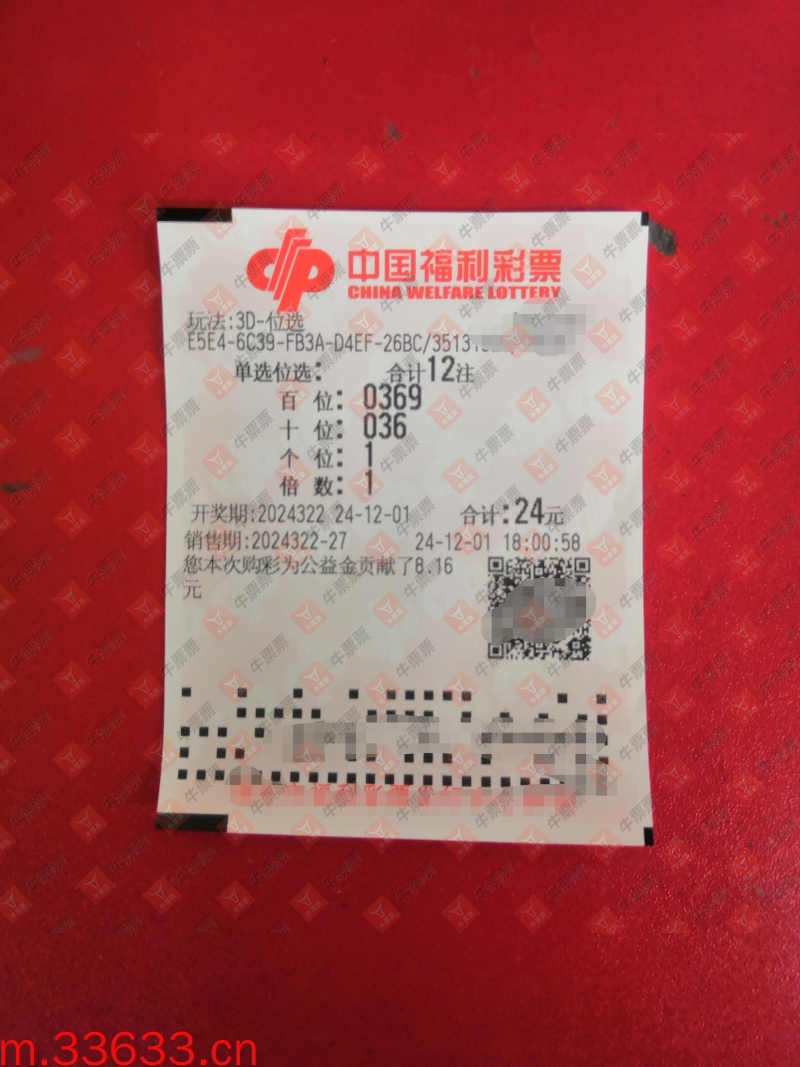 中国福利彩票
CHINA WELFARE LOTTERY
玩法:3D-位选
E5E4-6C39-FB3A-D4EF-26BC/35131
单选位选: 合计12注
百 位: 0369
十 位: 036
个 位: 1
倍 数: 1
开奖期:2024322 24-12-01 合计:24元
销售期:2024322-27 24-12-01 18:00:58
您本次购彩为公益金贡献了8.16
元
牛票票
m.33633.cn